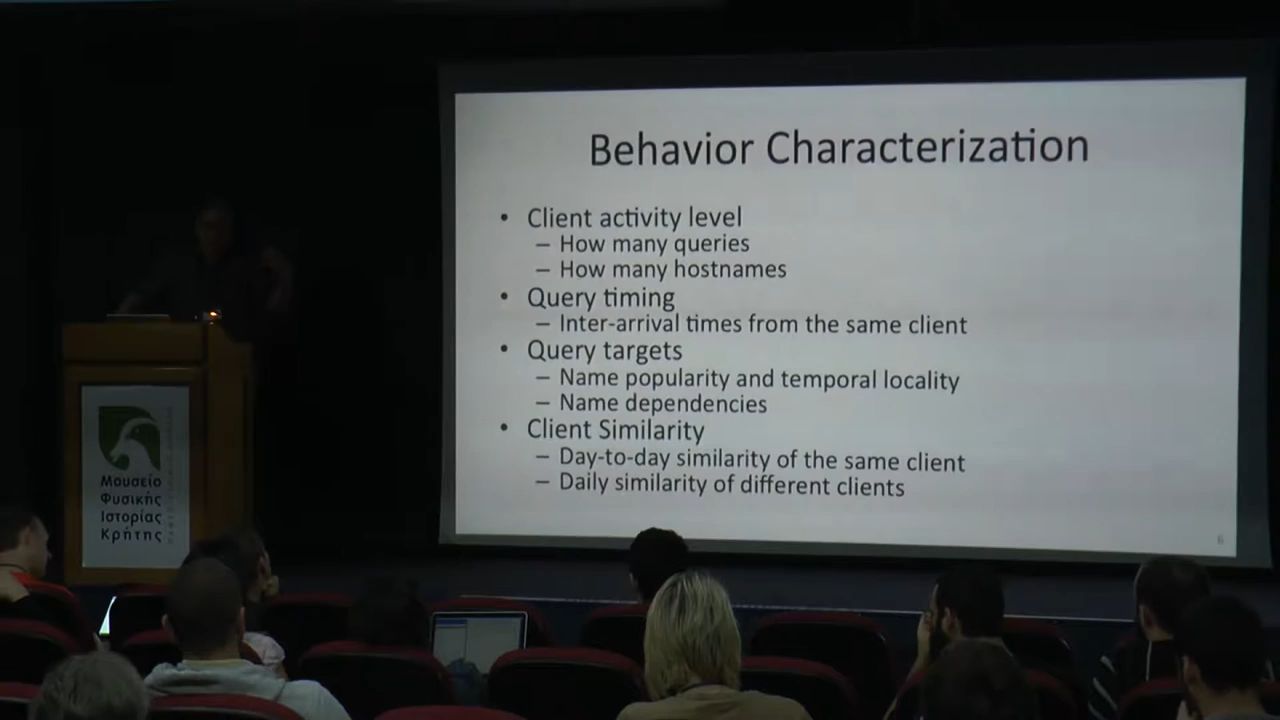 Behavior Characterization
• Client activity level
– How many queries
– How many hostnames
• Query timing
– Inter-arrival times from the same client
• Query targets
– Name popularity and temporal locality
– Name dependencies
• Client Similarity
– Day-to-day similarity of the same client
– Daily similarity of different clients
6
Μουσείο
Φυσικής
Ιστορίας
Κρήτης